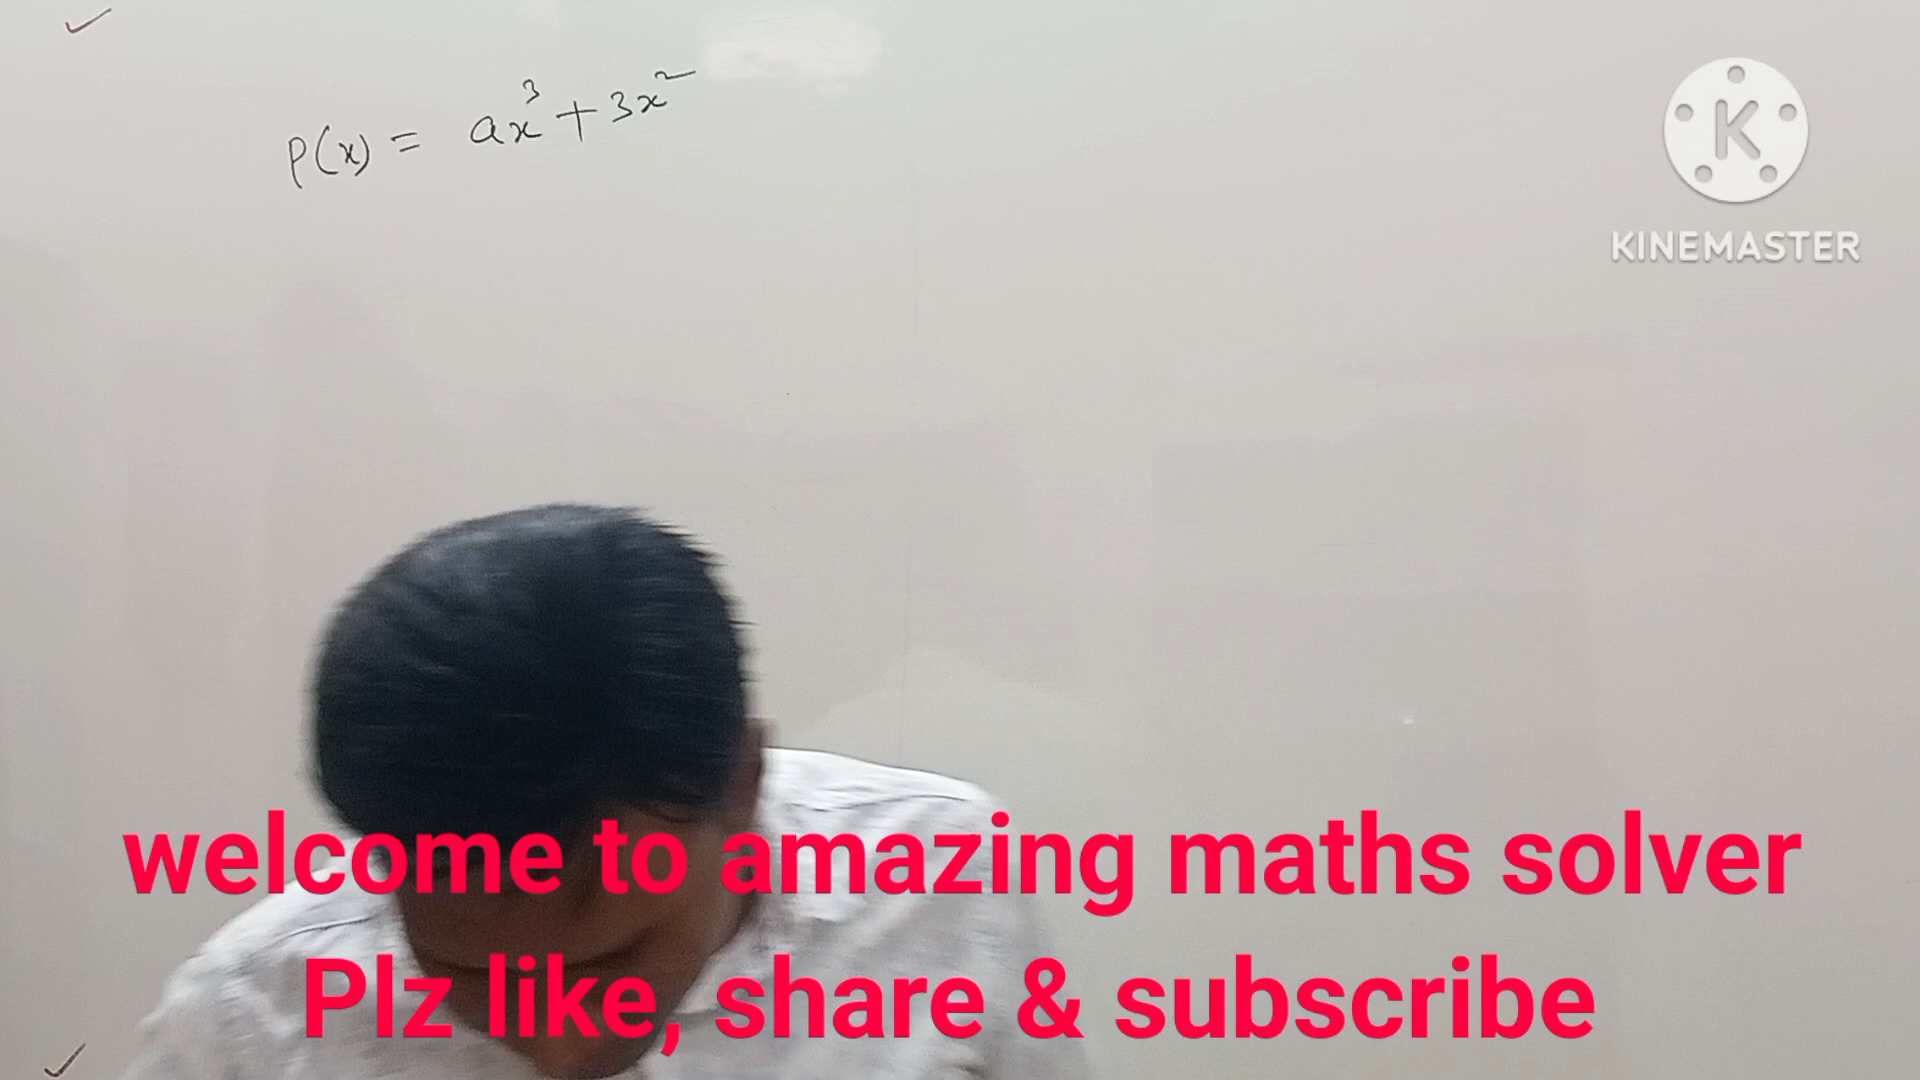 P(x) = ax³ + 3x²
KINEMASTER
welcome to amazing maths solver
Plz like, share & subscribe